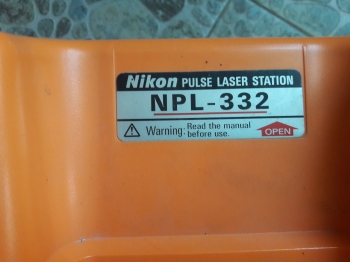 Nikon PULSE LASER STATION
NPL-332
Warning: Read the manual
before use.
OPEN